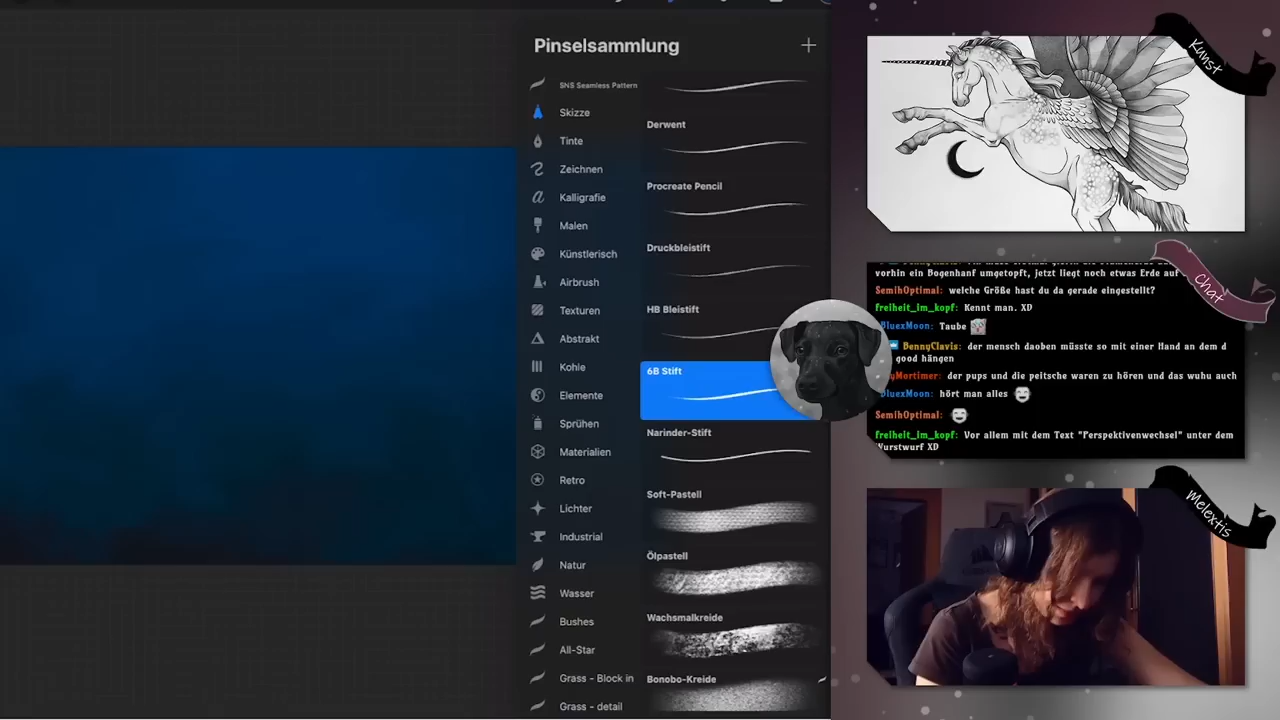 Pinselsammlung
SNS Seamless Pattern
Skizze
Tinte
Zeichnen
Kalligrafie
Malen
Künstlerisch
Airbrush
Texturen
Abstrakt
Kohle
Elemente
Sprühen
Materialien
Retro
Lichter
Industrial
Natur
Wasser
Bushes
All-Star
Grass - Block in
Grass - detail
Derwent
Procreate Pencil
Druckbleistift
HB Bleistift
6B Stift
Narinder-Stift
Soft-Pastell
Ölpastell
Wachsmalkreide
Bonobo-Kreide
Kunst
Chat
vorhin ein Bogenhanf umgetopft, jetzt liegt noch etwas Erde auf
SemihOptimal: welche Größe hast du da gerade eingestellt?
freiheit_im_kopf: Kennt man. XD
BluexMoon: Taube
BennyClavis: der mensch daoben müsste so mit einer Hand an dem d
good hängen
yMortimer: der pups und die peitsche waren zu hören und das wuhu auch
luexMoon: hört man alles
SemihOptimal:
freiheit_im_kopf: Vor allem mit dem Text "Perspektivenwechsel" unter dem
Wurstwurf XD
Melextis